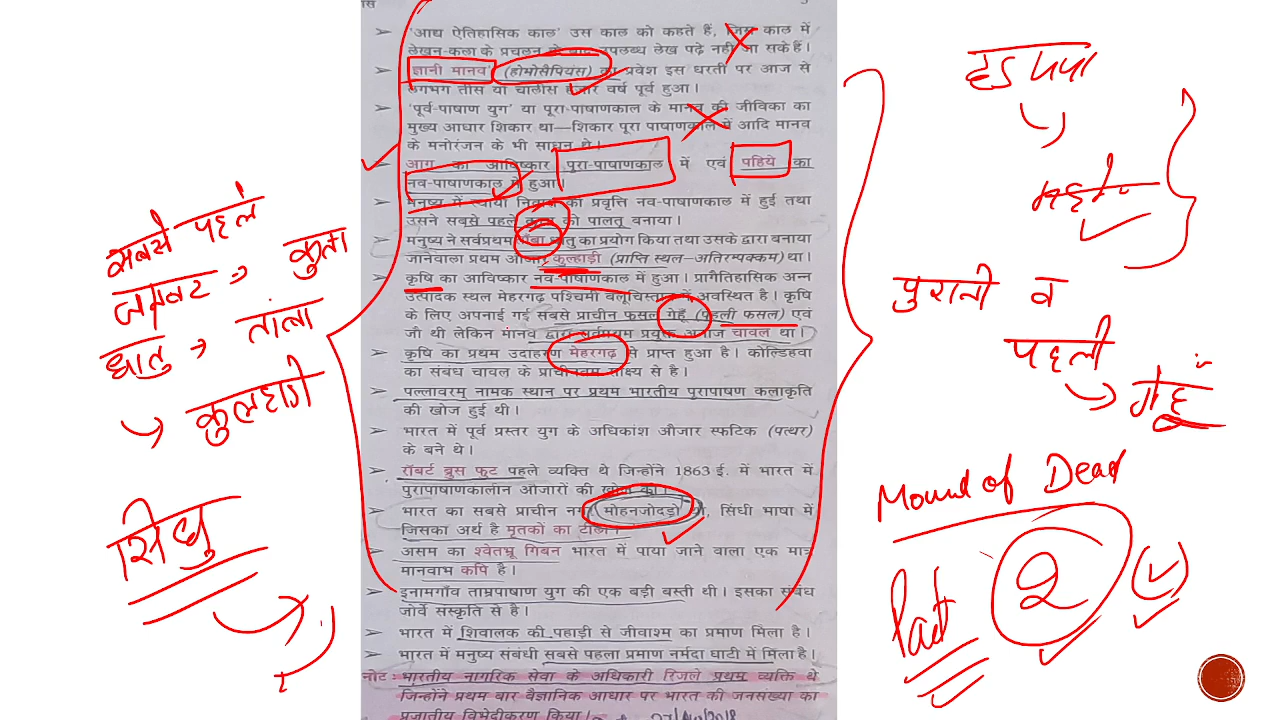 'आद्य ऐतिहासिक काल' उस काल को कहते हैं, जिस काल में
लेखन-कला के प्रचलन के बाद उपलब्ध लेख पढ़े नहीं जा सके हैं।
ज्ञानी मानव' (होमोसैपियंस) का प्रवेश इस धरती पर आज से
लगभग तीस या चालीस हजार वर्ष पूर्व हुआ।
'पूर्व-पाषाण युग' या पूरा-पाषाणकाल के मानव की जीविका का
मुख्य आधार शिकार था—शिकार पूरा पाषाणकाल में आदि मानव
के मनोरंजन के भी साधन थे।
आग का आविष्कार पुरा-पाषाणकाल में एवं पहिये का
नव-पाषाणकाल में हुआ।
मनुष्य में स्थायी निवास की प्रवृत्ति नव-पाषाणकाल में हुई तथा
उसने सबसे पहले को पालतू बनाया।
मनुष्य ने सर्वप्रथम ताँबा धातु का प्रयोग किया तथा उसके द्वारा बनाया
जानेवाला प्रथम औजार कुल्हाड़ी (प्राप्ति स्थल–अतिरम्पक्कम) था।
कृषि का आविष्कार नव-पाषाणकाल में हुआ। प्रागैतिहासिक अन्न
उत्पादक स्थल मेहरगढ़ पश्चिमी बलूचिस्तान में अवस्थित है। कृषि
के लिए अपनाई गई सबसे प्राचीन फसल गेहूँ (पहली फसल) एवं
जौ थी लेकिन मानव द्वारा सर्वप्रथम प्रयुक्त अनाज चावल था।
कृषि का प्रथम उदाहरण मेहरगढ़ से प्राप्त हुआ है। कोल्डिहवा
का संबंध चावल के प्राचीनतम साक्ष्य से है।
पल्लावरम् नामक स्थान पर प्रथम भारतीय पुरापाषाण कलाकृति
की खोज हुई थी।
भारत में पूर्व प्रस्तर युग के अधिकांश औजार स्फटिक (पत्थर)
के बने थे।
रॉबर्ट ब्रुस फुट पहले व्यक्ति थे जिन्होंने 1863 ई. में भारत में
पुरापाषाणकालीन औजारों की खोज की।
भारत का सबसे प्राचीन नगर मोहनजोदड़ो था, सिंधी भाषा में
जिसका अर्थ है मृतकों का टीला।
असम का श्वेतभ्रू गिबन भारत में पाया जाने वाला एक मात्र
मानवाभ कपि है।
इनामगाँव ताम्रपाषाण युग की एक बड़ी बस्ती थी। इसका संबंध
जोर्वे संस्कृति से है।
भारत में शिवालक की पहाड़ी से जीवाश्म का प्रमाण मिला है।
भारत में मनुष्य संबंधी सबसे पहला प्रमाण नर्मदा घाटी में मिला है।
नोट : भारतीय नागरिक सेवा के अधिकारी रिजले प्रथम व्यक्ति थे
जिन्होंने प्रथम बार वैज्ञानिक आधार पर भारत की जनसंख्या का
प्रजातीय विभेदीकरण किया।
सबसे पहले
कुत्ता
धातु → तांबा
→ कुल्हाड़ी
सिंधु
हड़प्पा
पुरानी व
पहली
→ गेहूँ
Mound of Dead
Part 2